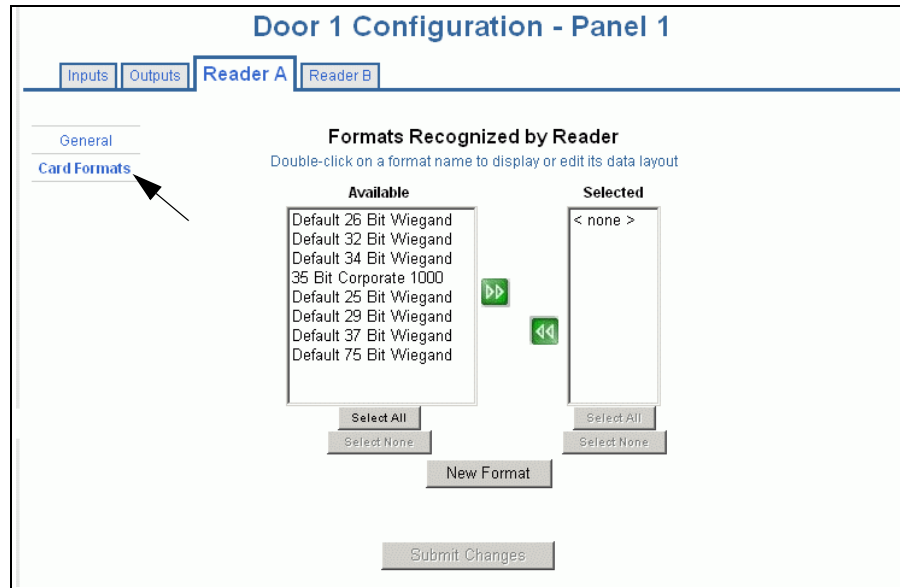 Door 1 Configuration - Panel 1
Inputs Outputs Reader A Reader B
General
Card Formats
Formats Recognized by Reader
Double-click on a format name to display or edit its data layout
Available
Default 26 Bit Wiegand
Default 32 Bit Wiegand
Default 34 Bit Wiegand
35 Bit Corporate 1000
Default 25 Bit Wiegand
Default 29 Bit Wiegand
Default 37 Bit Wiegand
Default 75 Bit Wiegand
Select All
Select None
Selected
< none >
Select All
Select None
New Format
Submit Changes